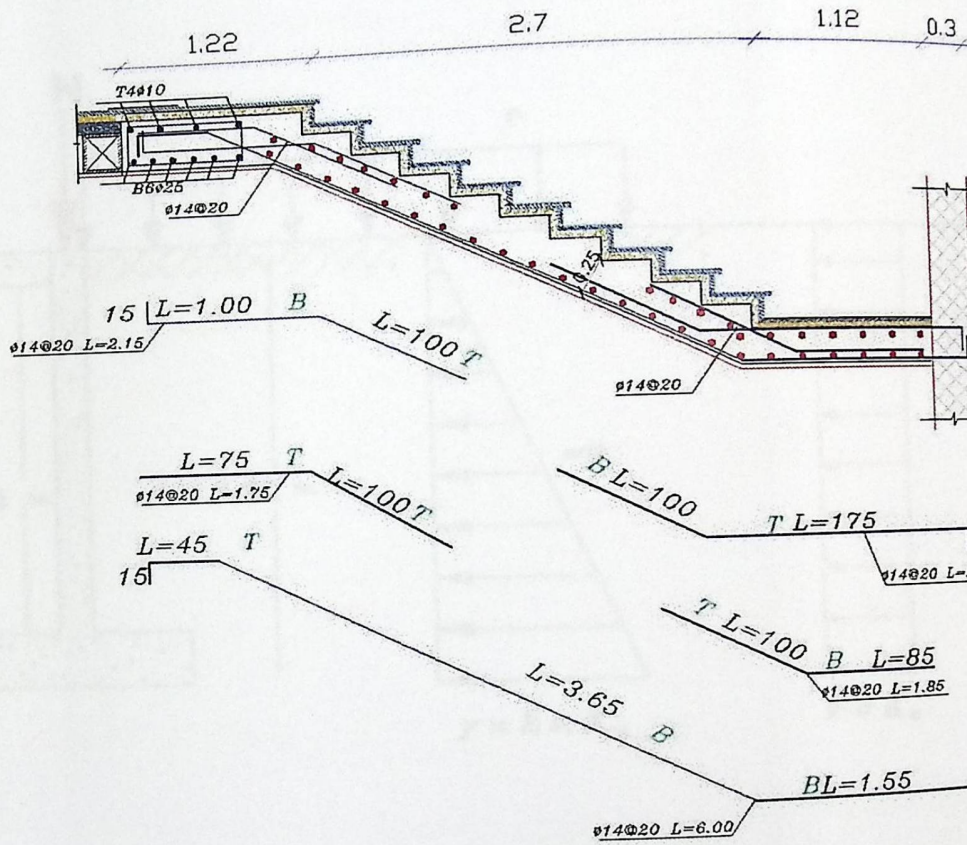 1.22 2.7 1.12 0.3
T4ø10
B6ø25
ø14@20
0.25
ø14@20
15 L=1.00 B
L=100 T
ø14@20 L=2.15
L=75 T
L=100 T
ø14@20 L=1.75
B L=100
T L=175
ø14@20 L=
L=45 T
15
T L=100
B L=85
ø14@20 L=1.85
L=3.65
B
B L=1.55
ø14@20 L=6.00